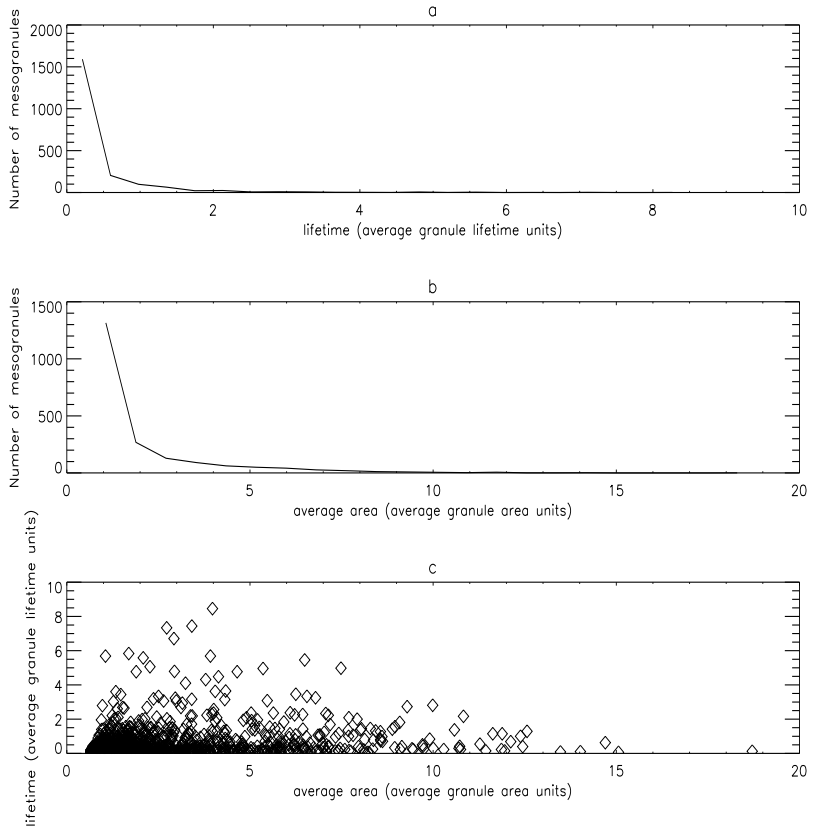 a
Number of mesogranules
2000
1500
1000
500
0
0 2 4 6 8 10
lifetime (average granule lifetime units)
b
Number of mesogranules
1500
1000
500
0
0 5 10 15 20
average area (average granule area units)
c
lifetime (average granule lifetime units)
10
8
6
4
2
0
0 5 10 15 20
average area (average granule area units)